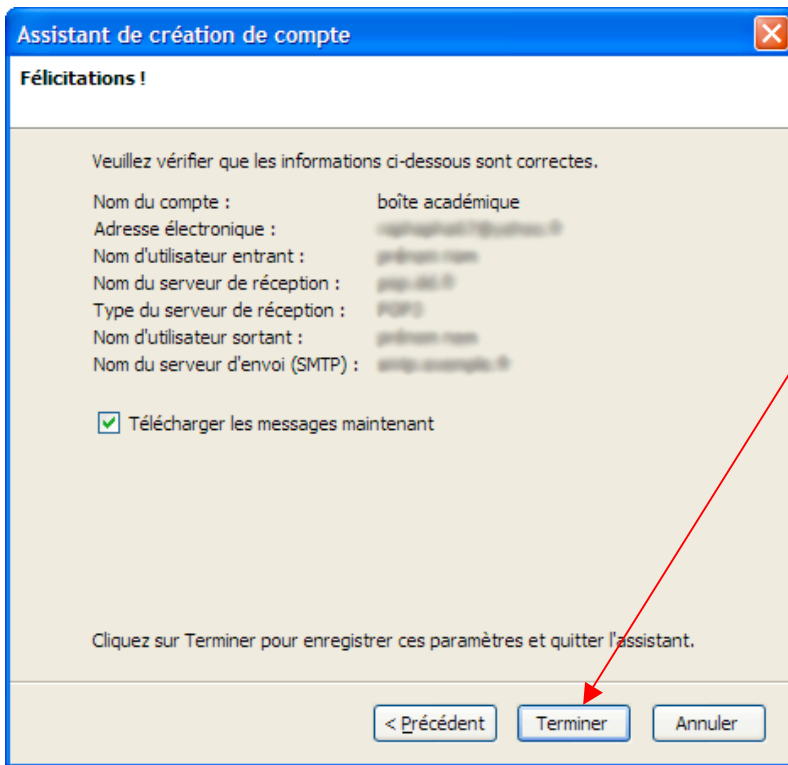 Assistant de création de compte
Félicitations !
Veuillez vérifier que les informations ci-dessous sont correctes.
Nom du compte : boîte académique
Adresse électronique :
Nom d'utilisateur entrant :
Nom du serveur de réception :
Type du serveur de réception :
Nom d'utilisateur sortant :
Nom du serveur d'envoi (SMTP) :
Télécharger les messages maintenant
Cliquez sur Terminer pour enregistrer ces paramètres et quitter l'assistant.
< Précédent Terminer Annuler